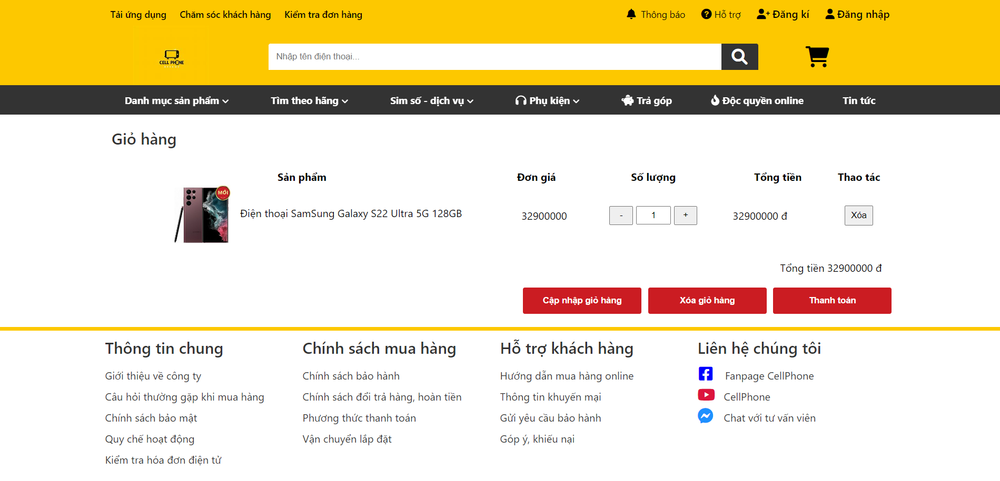 Tải ứng dụng Chăm sóc khách hàng Kiểm tra đơn hàng Thông báo Hỗ trợ Đăng kí Đăng nhập
CELL PHONE
Nhập tên điện thoại...
Danh mục sản phẩm Tìm theo hãng Sim số - dịch vụ Phụ kiện Trả góp Độc quyền online Tin tức
Giỏ hàng
Sản phẩm Đơn giá Số lượng Tổng tiền Thao tác
MỚI
Điện thoại SamSung Galaxy S22 Ultra 5G 128GB 32900000 - 1 + 32900000 đ Xóa
Tổng tiền 32900000 đ
Cập nhập giỏ hàng Xóa giỏ hàng Thanh toán
Thông tin chung
Giới thiệu về công ty
Câu hỏi thường gặp khi mua hàng
Chính sách bảo mật
Quy chế hoạt động
Kiểm tra hóa đơn điện tử
Chính sách mua hàng
Chính sách bảo hành
Chính sách đổi trả hàng, hoàn tiền
Phương thức thanh toán
Vận chuyển lắp đặt
Hỗ trợ khách hàng
Hướng dẫn mua hàng online
Thông tin khuyến mại
Gửi yêu cầu bảo hành
Góp ý, khiếu nại
Liên hệ chúng tôi
Fanpage CellPhone
CellPhone
Chat với tư vấn viên